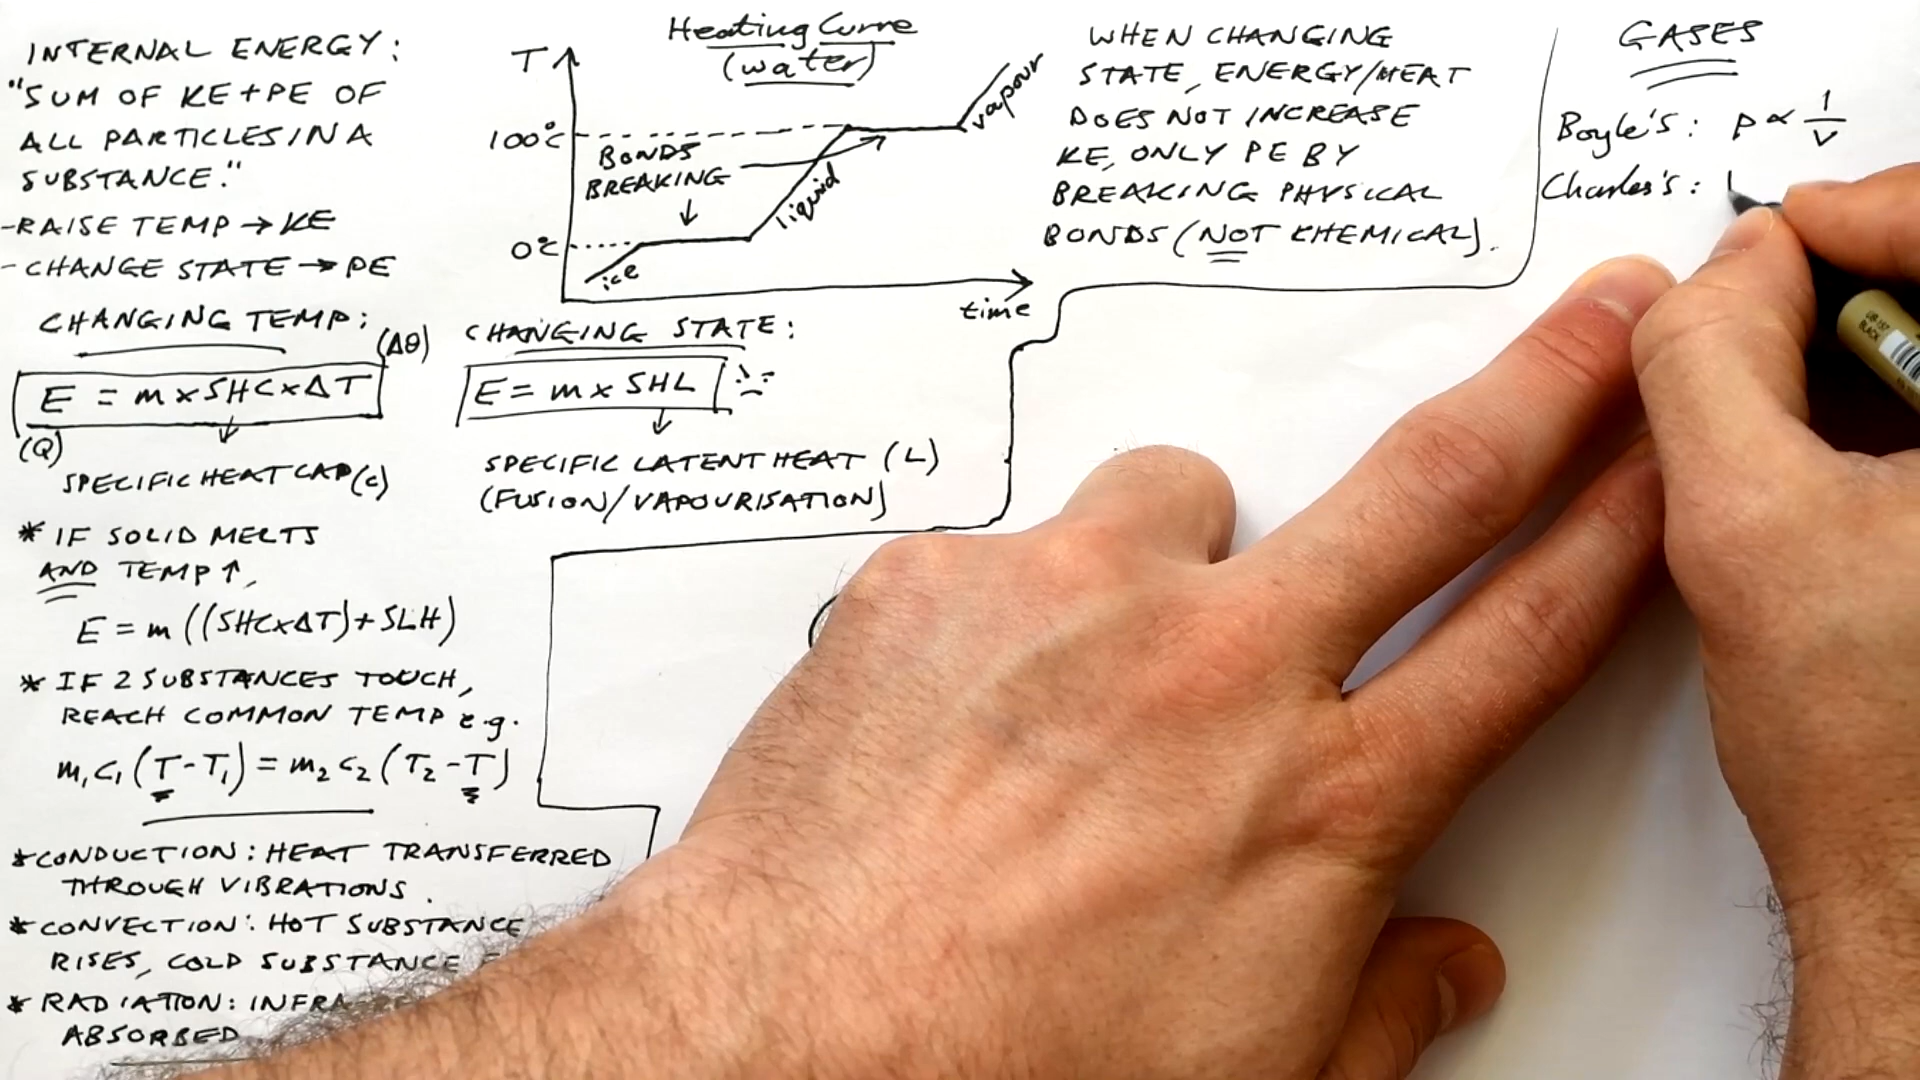 INTERNAL ENERGY:
"SUM OF KE+PE OF
ALL PARTICLES IN A
SUBSTANCE."
-RAISE TEMP → KE
-CHANGE STATE → PE
CHANGING TEMP:
(Δθ)
E = m x SHC x ΔT
(Q)
SPECIFIC HEAT CAP (c)
* IF SOLID MELTS
AND TEMP ↑,
E = m ((SHC x ΔT) + SLH)
* IF 2 SUBSTANCES TOUCH,
REACH COMMON TEMP e.g.
m₁c₁(T-T₁) = m₂c₂(T₂-T)
* CONDUCTION: HEAT TRANSFERRED
THROUGH VIBRATIONS.
* CONVECTION: HOT SUBSTANCE
RISES, COLD SUBSTANCE
* RADIATION: INFRA-
ABSORBED
Heating Curve
(water)
T
100°C
0°C
BONDS
BREAKING
ice
liquid
vapour
time
CHANGING STATE:
E = m x SHL :(
SPECIFIC LATENT HEAT (L)
(FUSION/VAPOURISATION)
WHEN CHANGING
STATE, ENERGY/HEAT
DOES NOT INCREASE
KE, ONLY PE BY
BREAKING PHYSICAL
BONDS (NOT CHEMICAL).
GASES
Boyle's: p ∝ 1/V
Charles's: